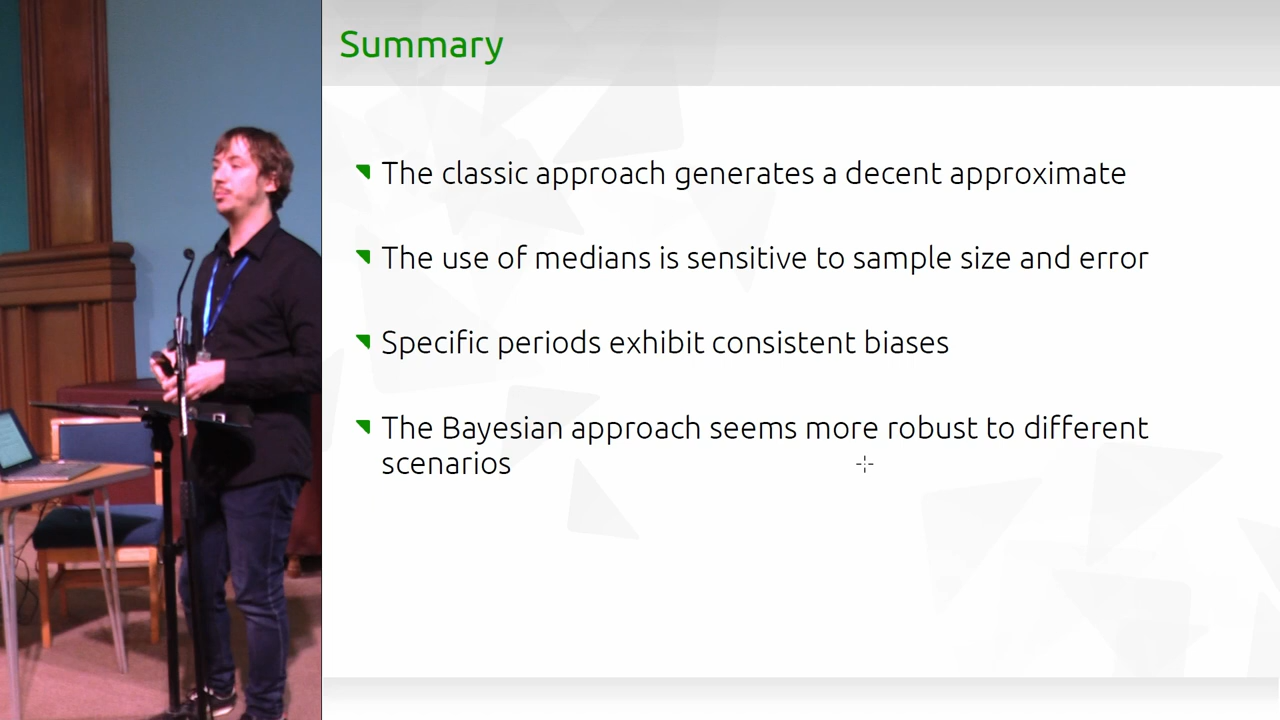 Summary
The classic approach generates a decent approximate
The use of medians is sensitive to sample size and error
Specific periods exhibit consistent biases
The Bayesian approach seems more robust to different
scenarios